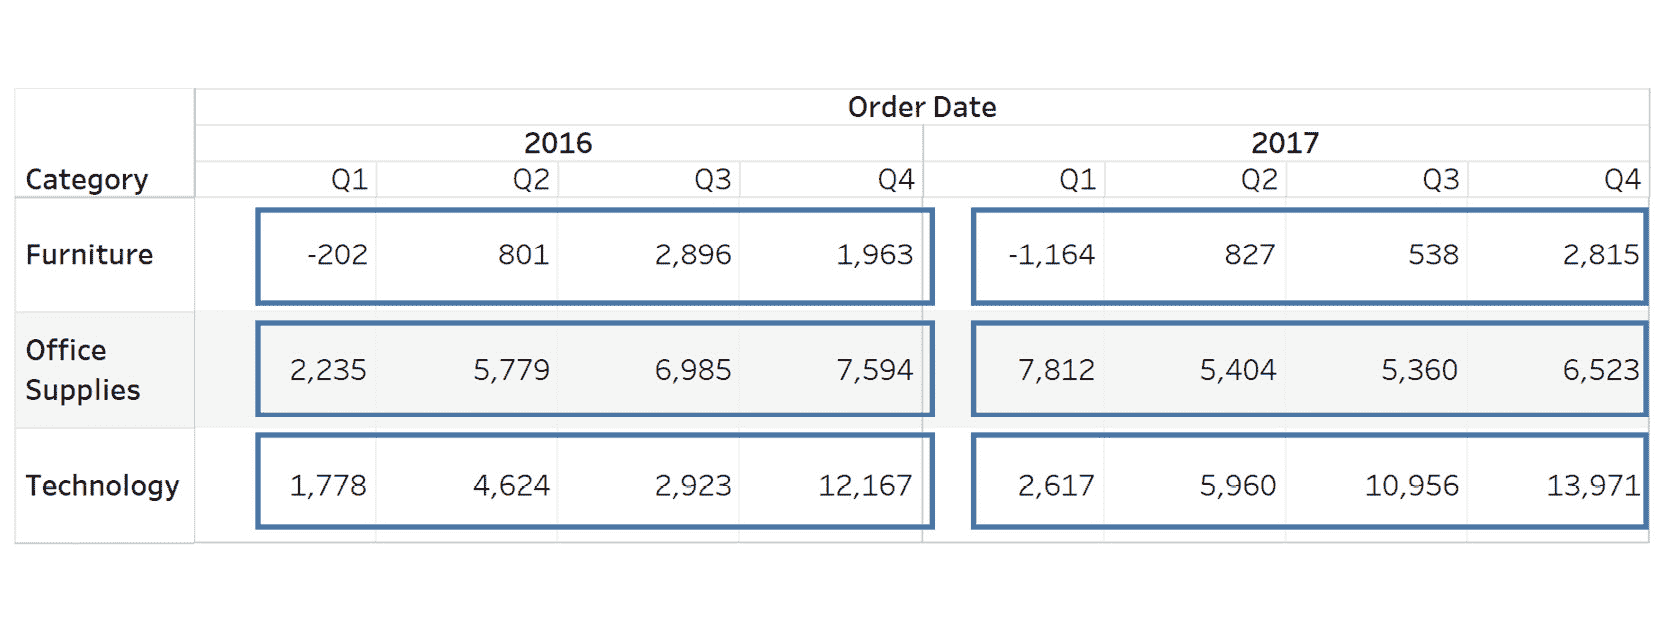 Order Date
2016 2017
Category Q1 Q2 Q3 Q4 Q1 Q2 Q3 Q4
Furniture -202 801 2,896 1,963 -1,164 827 538 2,815
Office
Supplies 2,235 5,779 6,985 7,594 7,812 5,404 5,360 6,523
Technology 1,778 4,624 2,923 12,167 2,617 5,960 10,956 13,971